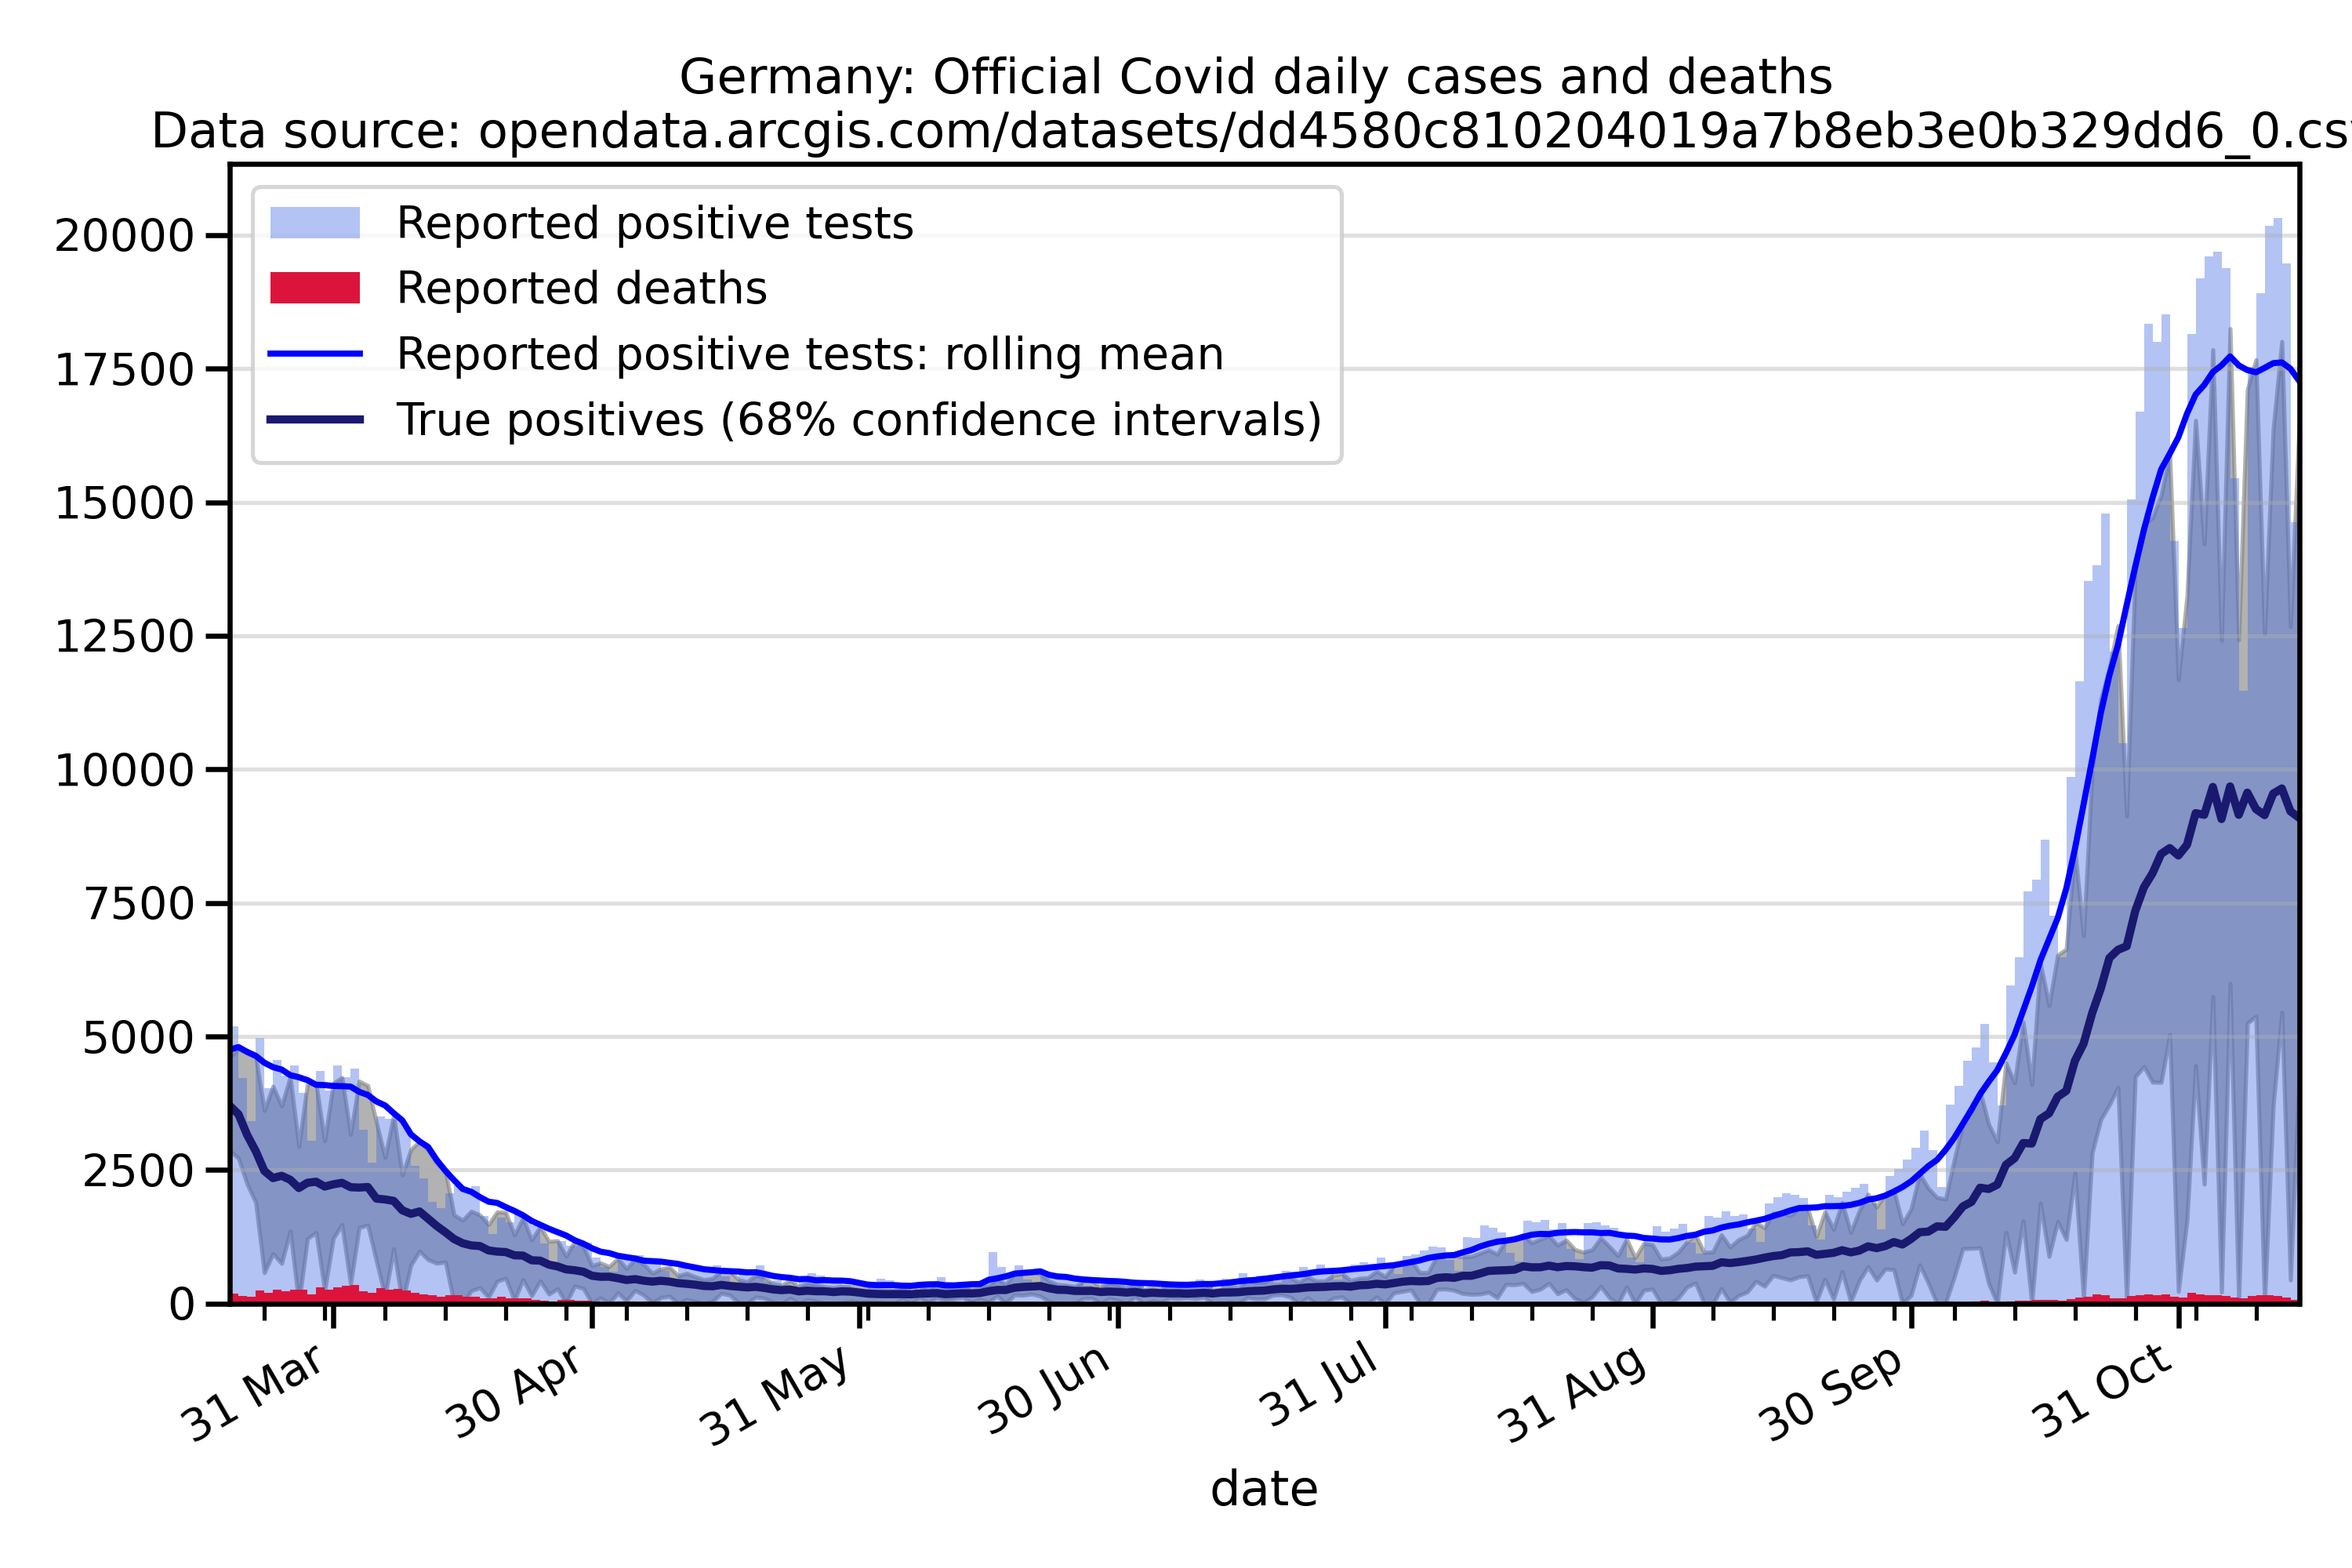 Germany: Official Covid daily cases and deaths
Data source: opendata.arcgis.com/datasets/dd4580c810204019a7b8eb3e0b329dd6_0.csv
Reported positive tests
Reported deaths
Reported positive tests: rolling mean
True positives (68% confidence intervals)
20000
17500
15000
12500
10000
7500
5000
2500
0
31 Mar
30 Apr
31 May
30 Jun
31 Jul
31 Aug
30 Sep
31 Oct
date